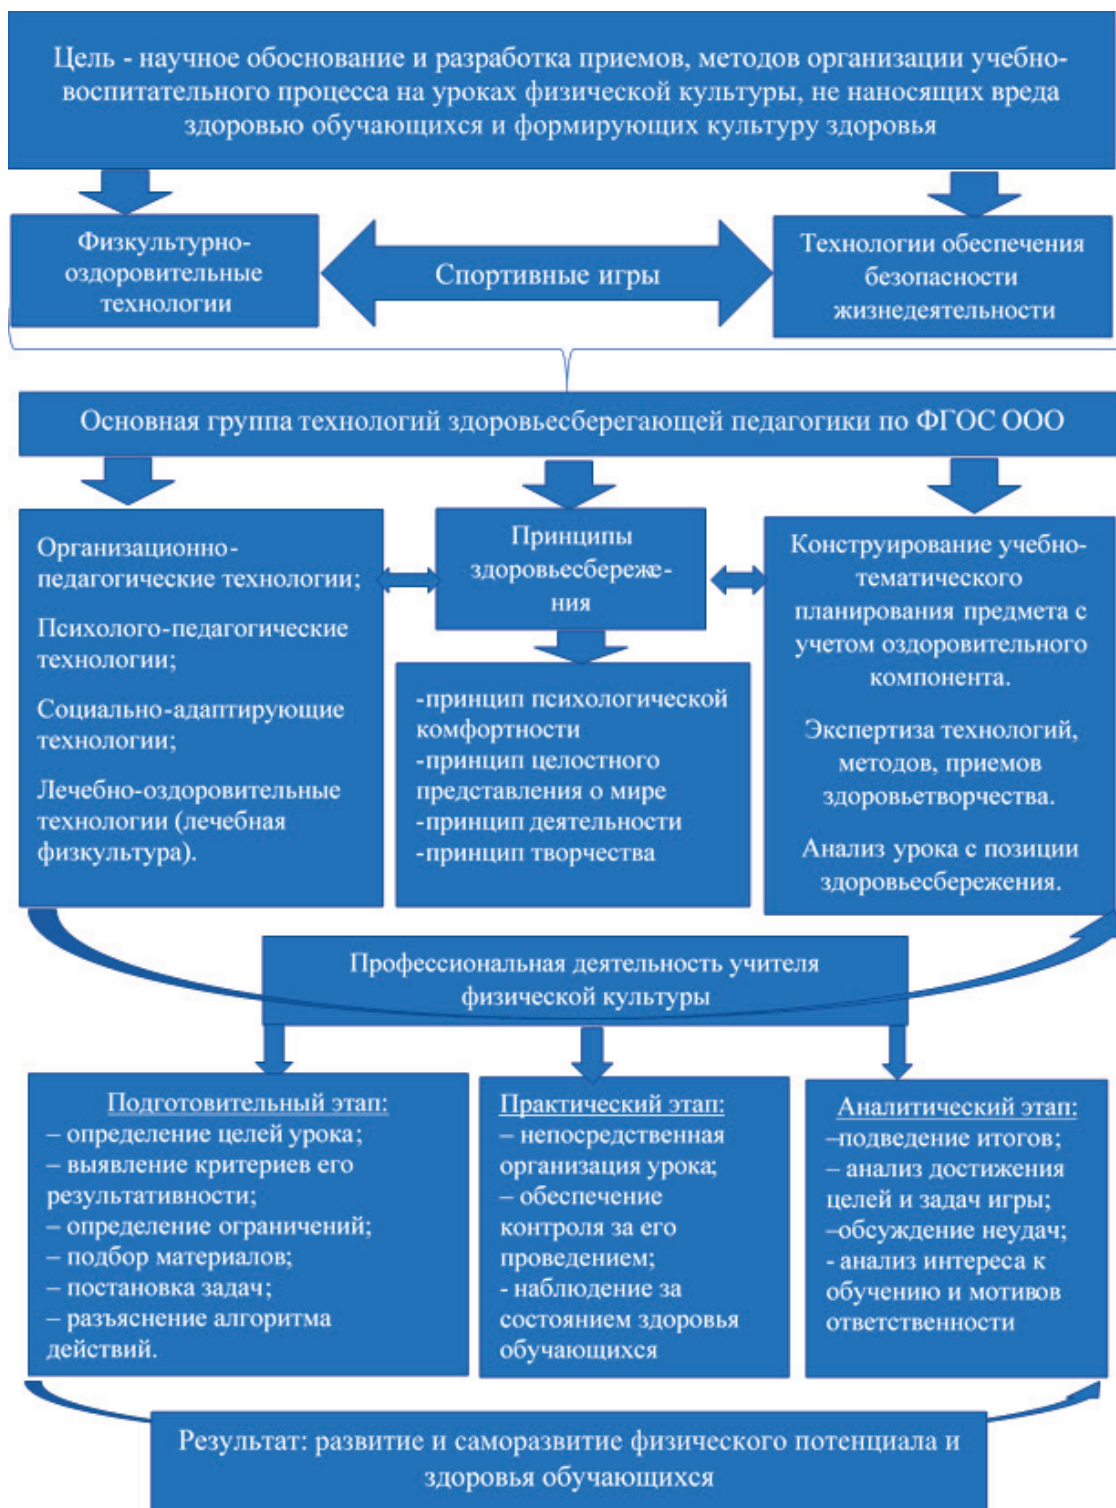 Цель - научное обоснование и разработка приемов, методов организации учебно-
воспитательного процесса на уроках физической культуры, не наносящих вреда
здоровью обучающихся и формирующих культуру здоровья
Физкультурно-
оздоровительные
технологии
Спортивные игры
Технологии обеспечения
безопасности
жизнедеятельности
Основная группа технологий здоровьесберегающей педагогики по ФГОС ООО
Организационно-
педагогические технологии;
Психолого-педагогические
технологии;
Социально-адаптирующие
технологии;
Лечебно-оздоровительные
технологии (лечебная
физкультура).
Принципы
здоровьесбереже-
ния
-принцип психологической
комфортности
-принцип целостного
представления о мире
-принцип деятельности
-принцип творчества
Конструирование учебно-
тематического
планирования предмета с
учетом оздоровительного
компонента.
Экспертиза технологий,
методов, приемов
здоровьетворчества.
Анализ урока с позиции
здоровьесбережения.
Профессиональная деятельность учителя
физической культуры
Подготовительный этап:
– определение целей урока;
– выявление критериев его
результативности;
– определение ограничений;
– подбор материалов;
– постановка задач;
– разъяснение алгоритма
действий.
Практический этап:
– непосредственная
организация урока;
– обеспечение
контроля за его
проведением;
- наблюдение за
состоянием здоровья
обучающихся
Аналитический этап:
–подведение итогов;
– анализ достижения
целей и задач игры;
–обсуждение неудач;
- анализ интереса к
обучению и мотивов
ответственности
Результат: развитие и саморазвитие физического потенциала и
здоровья обучающихся